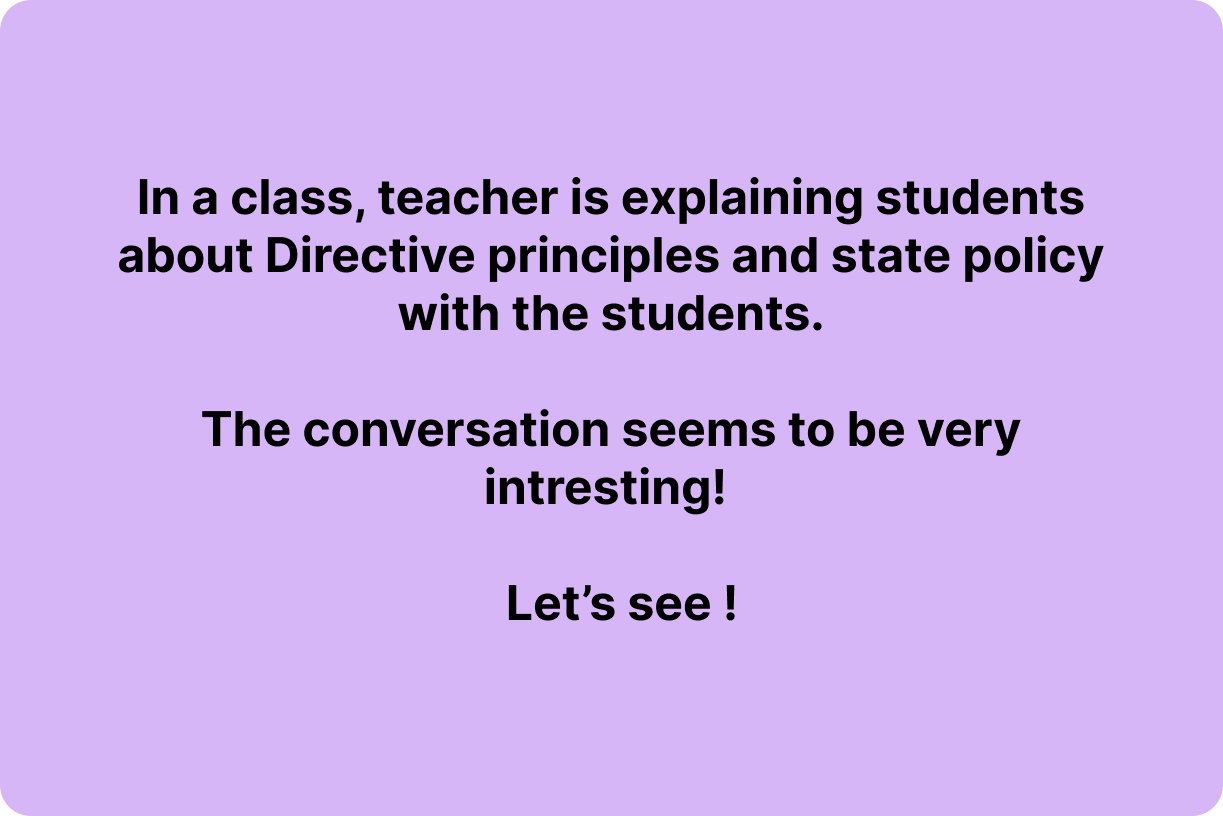 In a class, teacher is explaining students
about Directive principles and state policy
with the students.
The conversation seems to be very
intresting!
Let’s see !